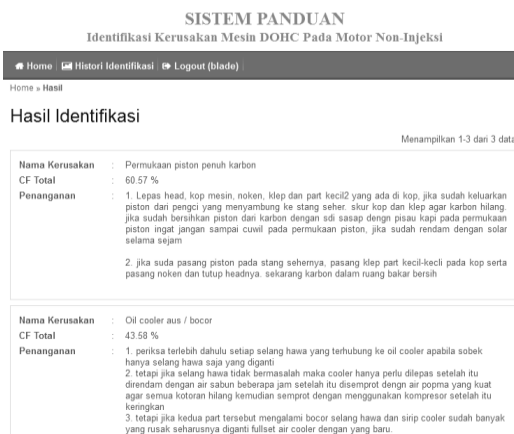 SISTEM PANDUAN
Identifikasi Kerusakan Mesin DOHC Pada Motor Non-Injeksi
Home Histori Identifikasi Logout (blade)
Home » Hasil
Hasil Identifikasi
Menampilkan 1-3 dari 3 data
Nama Kerusakan : Permukaan piston penuh karbon
CF Total : 60.57 %
Penanganan : 1. Lepas head, kop mesin, noken, klep dan part kecil2 yang ada di kop, jika sudah keluarkan
piston dari pengci yang menyambung ke stang seher. skur kop dan klep agar karbon hilang.
jika sudah bersihkan piston dari karbon dengan sdi sasap dengn pisau kapi pada permukaan
piston ingat jangan sampai cuwil pada permukaan piston, jika sudah rendam dengan solar
selama sejam
2. jika suda pasang piston pada stang sehernya, pasang klep part kecil-kecli pada kop serta
pasang noken dan tutup headnya. sekarang karbon dalam ruang bakar bersih
Nama Kerusakan : Oil cooler aus / bocor
CF Total : 43.58 %
Penanganan : 1. periksa terlebih dahulu setiap selang hawa yang terhubung ke oil cooler apabila sobek
hanya selang hawa saja yang diganti
2. tetapi jika selang hawa tidak bermasalah maka cooler hanya perlu dilepas setelah itu
direndam dengan air sabun beberapa jam setelah itu disemprot dengn air popma yang kuat
agar semua kotoran hilang kemudian semprot dengan menggunakan kompresor setelah itu
keringkan
3. tetapi jika kedua part tersebut mengalami bocor selang hawa dan sirip cooler sudah banyak
yang rusak seharusnya diganti fullset air cooler dengan yang baru.